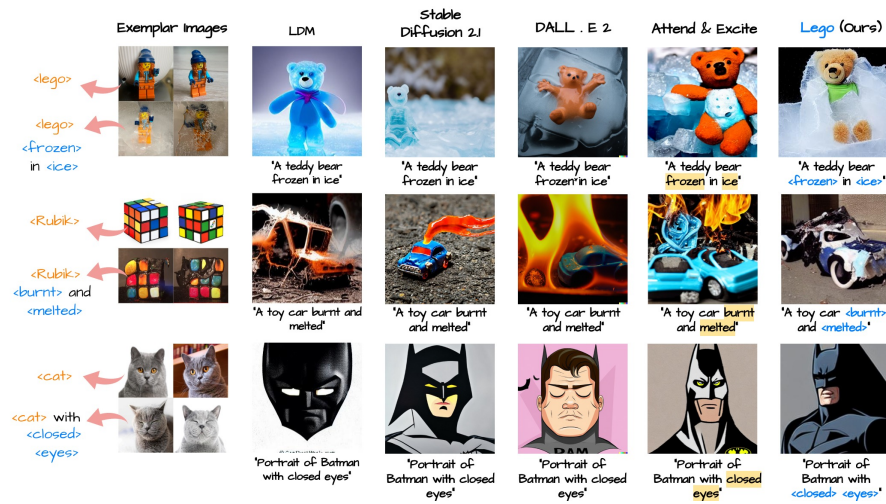 Exemplar Images
LDM
Stable
Diffusion 2.1
DALL . E 2
Attend & Excite
Lego (Ours)
<lego>
<lego>
<frozen>
in <ice>
"A teddy bear
frozen in ice"
"A teddy bear
frozen in ice"
"A teddy bear
frozen"in ice"
"A teddy bear
frozen in ice"
"A teddy bear
<frozen> in <ice>"
<Rubik>
<Rubik>
<burnt> and
<melted>
"A toy car burnt and
melted"
"A toy car burnt
and melted"
"A toy car burnt
and melted"
"A toy car burnt
and melted"
"A toy car <burnt>
and <melted>"
<cat>
<cat> with
<closed>
<eyes>
DAM
"Portrait of Batman
with closed eyes"
"Portrait of
Batman with closed
eyes"
"Portrait of
Batman with closed
eyes"
"Portrait of
Batman with closed
eyes"
"Portrait of
Batman with
<closed> <eyes>"